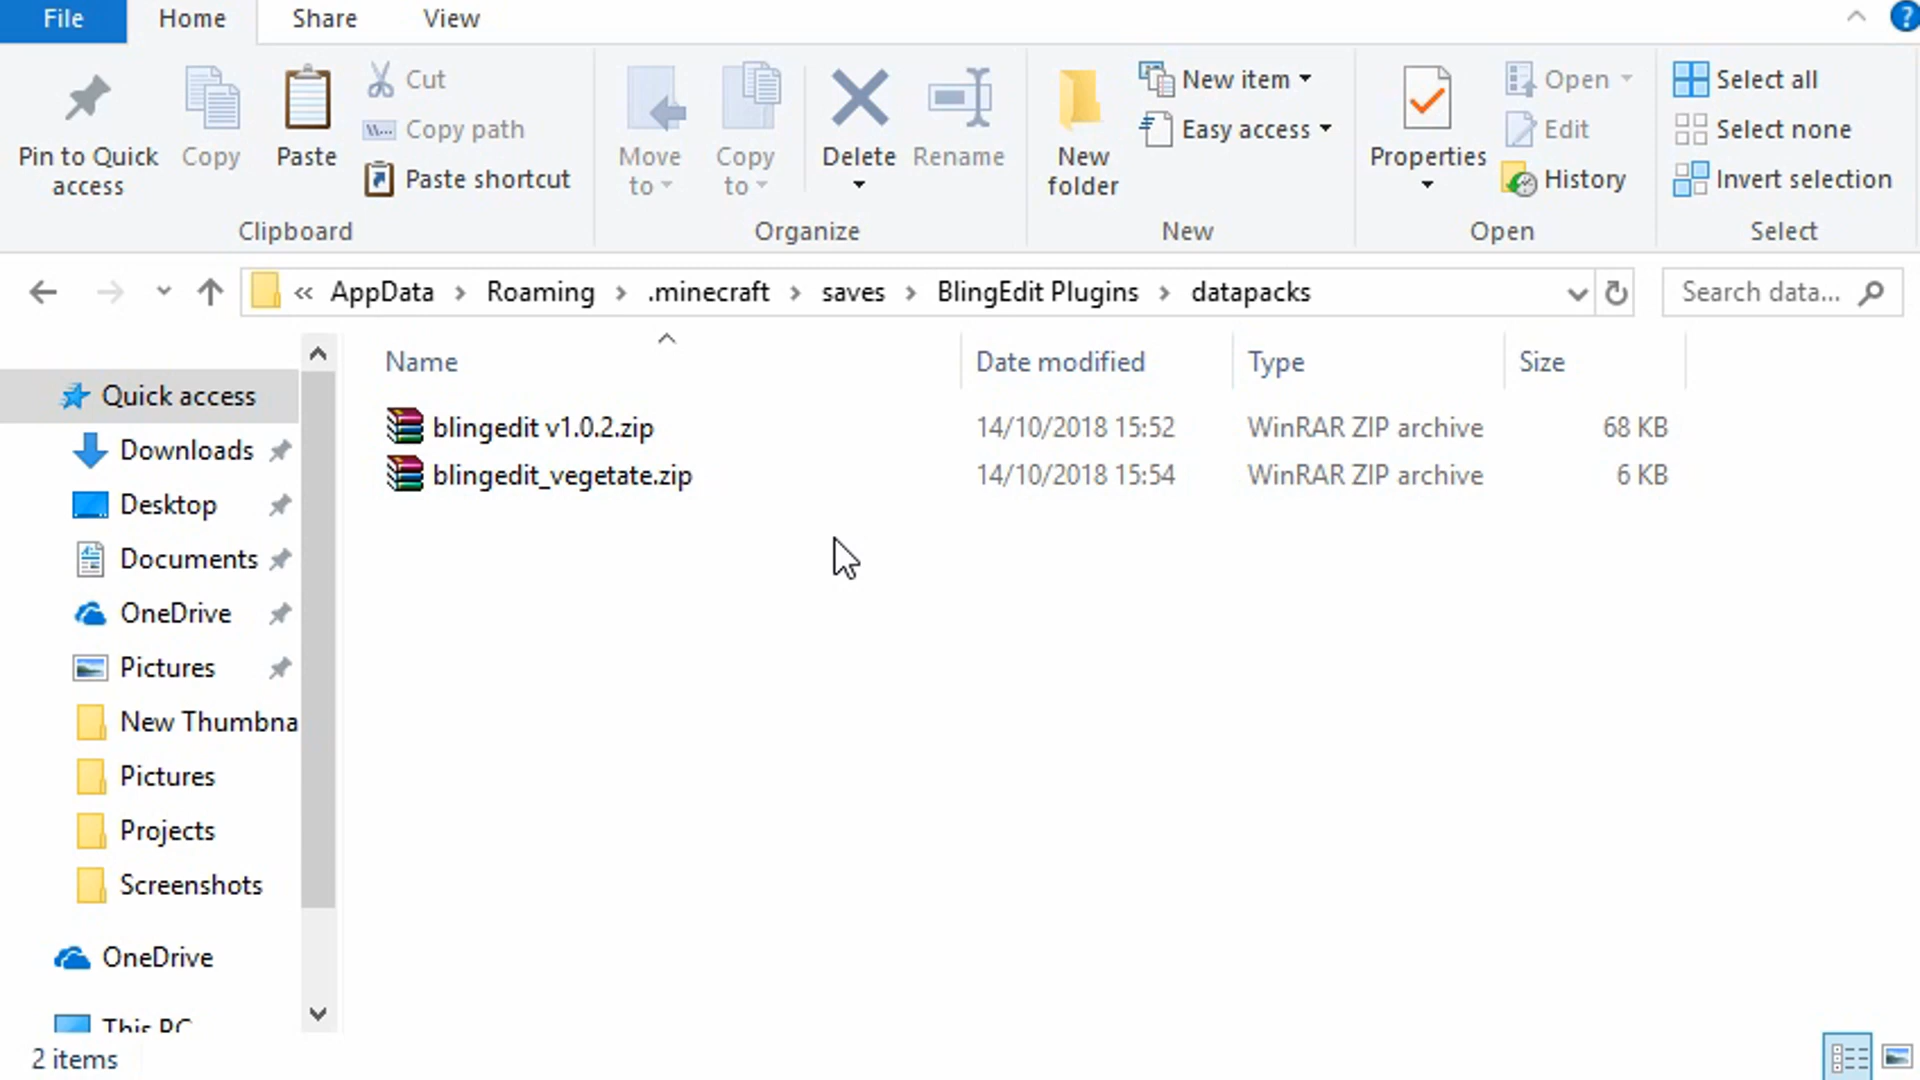 File Home Share View
Pin to Quick access
Copy
Paste
Cut
Copy path
Paste shortcut
Clipboard
Move to
Copy to
Delete
Rename
Organize
New folder
New item
Easy access
New
Properties
Open
Edit
History
Open
Select all
Select none
Invert selection
Select
« AppData > Roaming > .minecraft > saves > BlingEdit Plugins > datapacks
Search data...
Name Date modified Type Size
blingedit v1.0.2.zip 14/10/2018 15:52 WinRAR ZIP archive 68 KB
blingedit_vegetate.zip 14/10/2018 15:54 WinRAR ZIP archive 6 KB
Quick access
Downloads
Desktop
Documents
OneDrive
Pictures
New Thumbna
Pictures
Projects
Screenshots
OneDrive
This PC
2 items